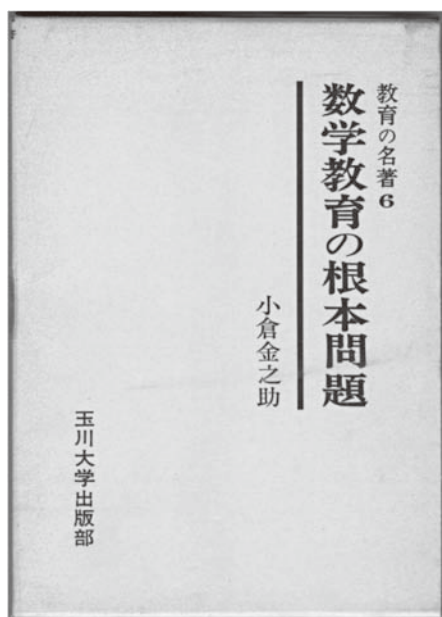 教育の名著6
数学教育の根本問題
小倉金之助
玉川大学出版部